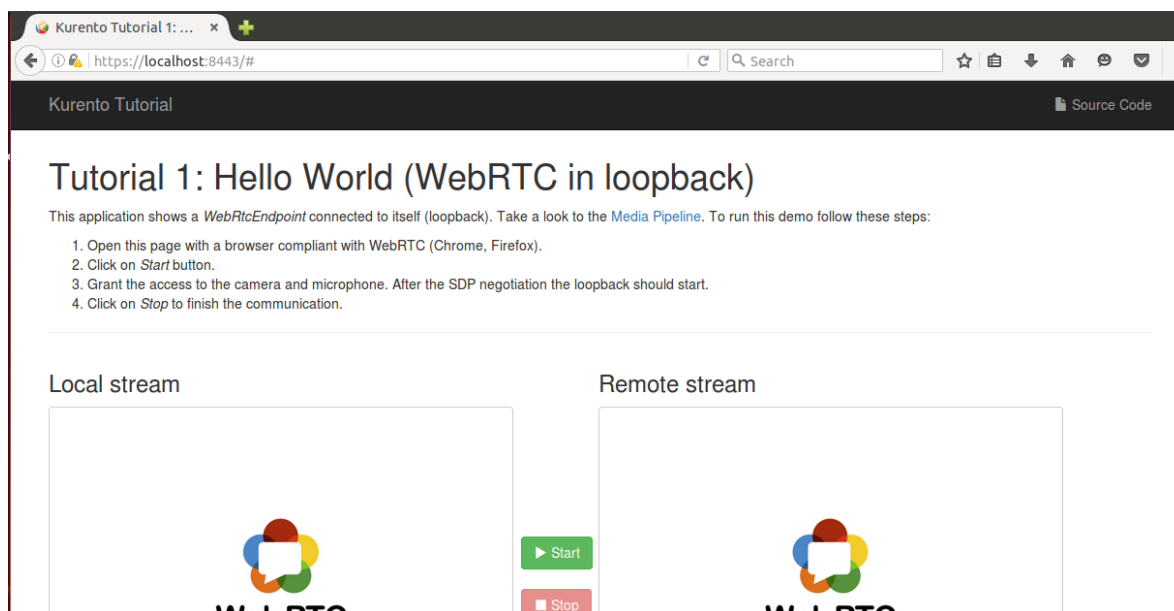 Kurento Tutorial 1: ...
https://localhost:8443/#
Search
Kurento Tutorial
Source Code
Tutorial 1: Hello World (WebRTC in loopback)
This application shows a WebRtcEndpoint connected to itself (loopback). Take a look to the Media Pipeline. To run this demo follow these steps:
1. Open this page with a browser compliant with WebRTC (Chrome, Firefox).
2. Click on Start button.
3. Grant the access to the camera and microphone. After the SDP negotiation the loopback should start.
4. Click on Stop to finish the communication.
Local stream
Remote stream
Start
Stop
WebRTC
WebRTC